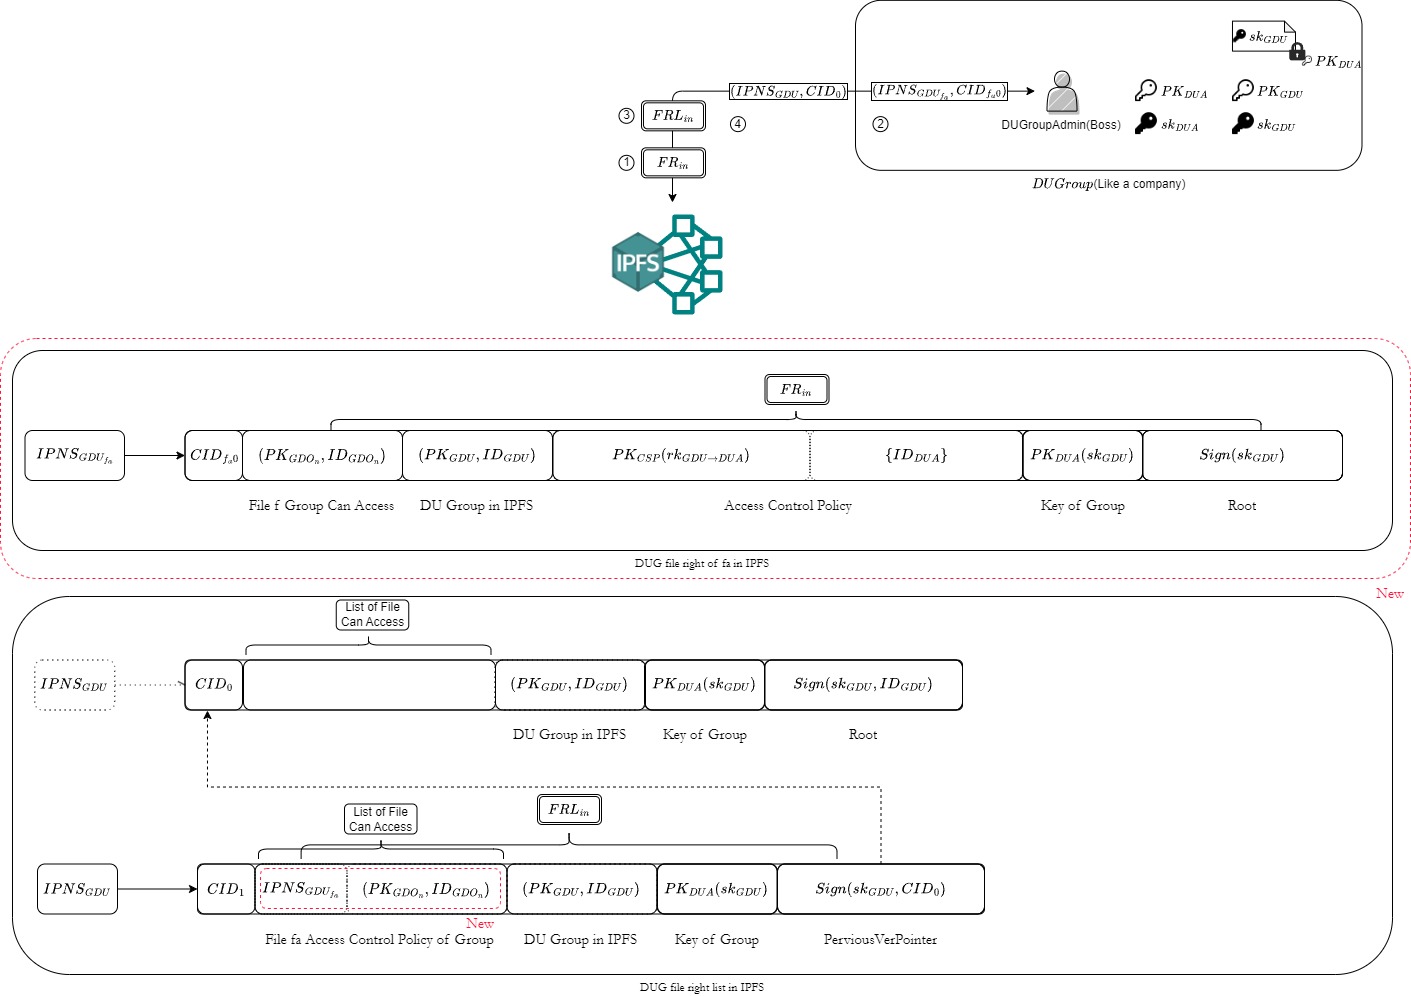 sk_{GDU}
PK_{DUA}
(IPNS_{GDU}, CID_0)
(IPNS_{GDU_{f_a}}, CID_{f_a0})
PK_{DUA}
PK_{GDU}
③
FRL_{in}
④
②
DUGroupAdmin(Boss)
sk_{DUA}
sk_{GDU}
①
FR_{in}
DUGroup(Like a company)
IPFS
FR_{in}
IPNS_{GDU_{f_a}}
CID_{f_a0}
(PK_{GDO_n}, ID_{GDO_n})
(PK_{GDU}, ID_{GDU})
PK_{CSP}(rk_{GDU→DUA})
{ID_{DUA}}
PK_{DUA}(sk_{GDU})
Sign(sk_{GDU})
File f Group Can Access
DU Group in IPFS
Access Control Policy
Key of Group
Root
DUG file right of fa in IPFS
New
List of File
Can Access
IPNS_{GDU}
CID_0
(PK_{GDU}, ID_{GDU})
PK_{DUA}(sk_{GDU})
Sign(sk_{GDU}, ID_{GDU})
DU Group in IPFS
Key of Group
Root
List of File
Can Access
FRL_{in}
IPNS_{GDU}
CID_1
IPNS_{GDU_{f_a}}
(PK_{GDO_n}, ID_{GDO_n})
(PK_{GDU}, ID_{GDU})
PK_{DUA}(sk_{GDU})
Sign(sk_{GDU}, CID_0)
New
File fa Access Control Policy of Group
DU Group in IPFS
Key of Group
PerviousVerPointer
DUG file right list in IPFS